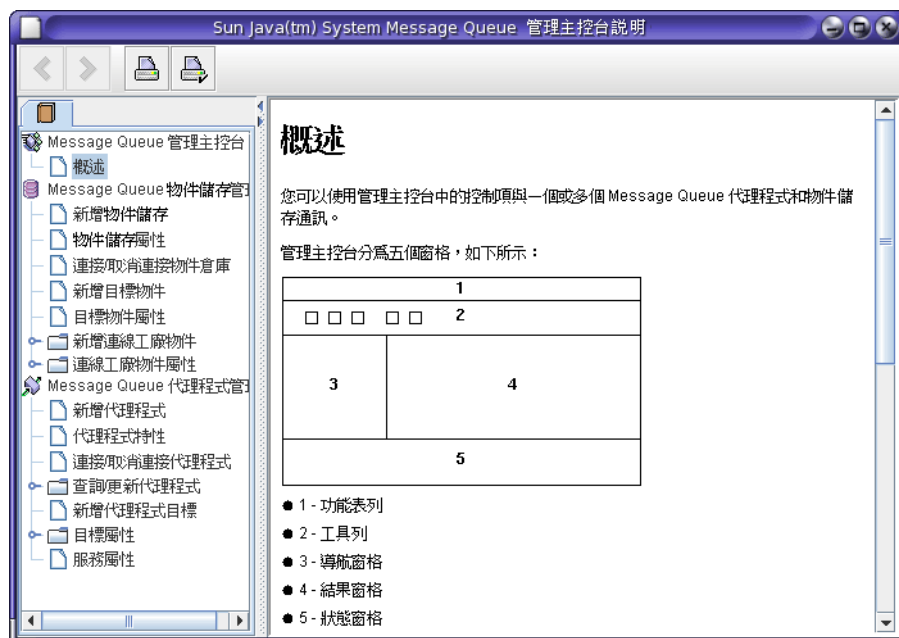 Sun Java(tm) System Message Queue 管理主控台説明
Message Queue 管理主控台
概述
Message Queue 物件儲存管理
新增物件儲存
物件儲存屬性
連接/取消連接物件倉庫
新增目標物件
目標物件屬性
新增連線工廠物件
連線工廠物件屬性
Message Queue 代理程式管理
新增代理程式
代理程式特性
連接/取消連接代理程式
查詢/更新代理程式
新增代理程式目標
目標屬性
服務屬性
概述
您可以使用管理主控台中的控制項與一個或多個 Message Queue 代理程式和物件儲
存通訊。
管理主控台分爲五個窗格，如下所示：
1
2
3
4
5
1 - 功能表列
2 - 工具列
3 - 導航窗格
4 - 結果窗格
5 - 狀態窗格